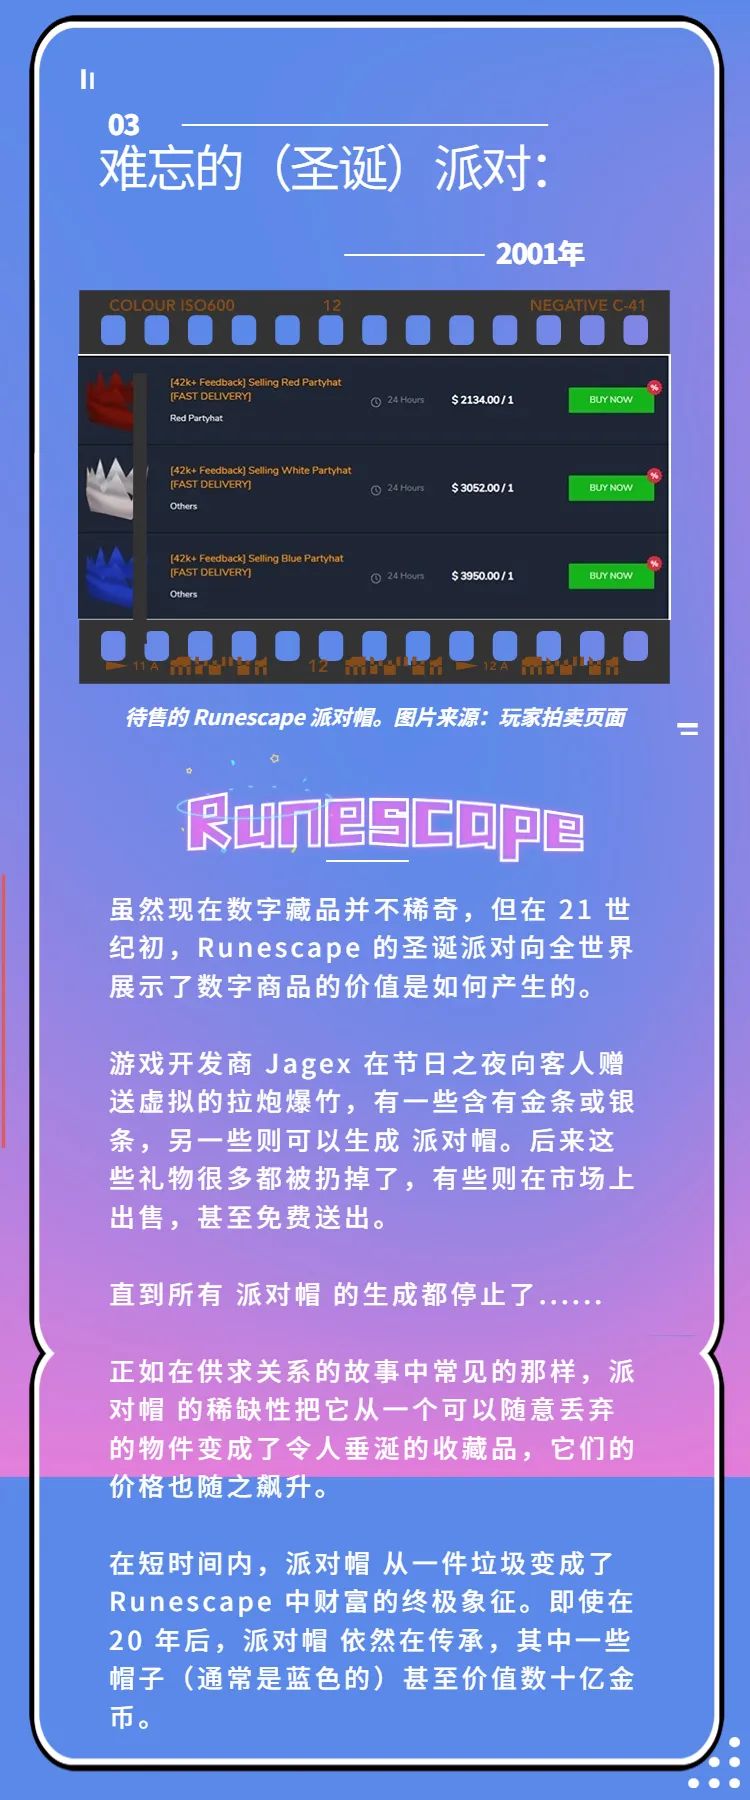 03
难忘的（圣诞）派对：
2001年
COLOUR ISO600 12 NEGATIVE C-41
[42k+ Feedback] Selling Red Partyhat
[FAST DELIVERY]
Red Partyhat
24 Hours
$ 2134.00 / 1
BUY NOW
%
[42k+ Feedback] Selling White Partyhat
[FAST DELIVERY]
Others
24 Hours
$ 3052.00 / 1
BUY NOW
%
[42k+ Feedback] Selling Blue Partyhat
[FAST DELIVERY]
Others
24 Hours
$ 3950.00 / 1
BUY NOW
%
11 A 12 12 A
待售的 Runescape 派对帽。图片来源：玩家拍卖页面
Runescape
虽然现在数字藏品并不稀奇，但在 21 世
纪初，Runescape 的圣诞派对向全世界
展示了数字商品的价值是如何产生的。
游戏开发商 Jagex 在节日之夜向客人赠
送虚拟的拉炮爆竹，有一些含有金条或银
条，另一些则可以生成 派对帽。后来这
些礼物很多都被扔掉了，有些则在市场上
出售，甚至免费送出。
直到所有 派对帽 的生成都停止了......
正如在供求关系的故事中常见的那样，派
对帽 的稀缺性把它从一个可以随意丢弃
的物件变成了令人垂涎的收藏品，它们的
价格也随之飙升。
在短时间内，派对帽 从一件垃圾变成了
Runescape 中财富的终极象征。即使在
20 年后，派对帽 依然在传承，其中一些
帽子（通常是蓝色的）甚至价值数十亿金
币。